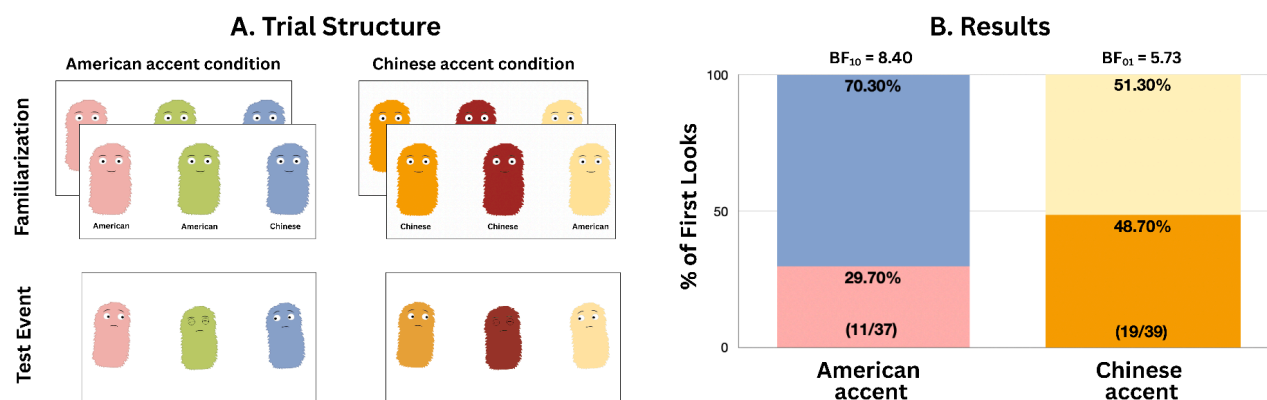 A. Trial Structure
American accent condition
Chinese accent condition
Familiarization
American
American
Chinese
Chinese
Chinese
American
Test Event
B. Results
BF₁₀ = 8.40
BF₀₁ = 5.73
% of First Looks
100
50
0
70.30%
29.70%
(11/37)
51.30%
48.70%
(19/39)
American
accent
Chinese
accent